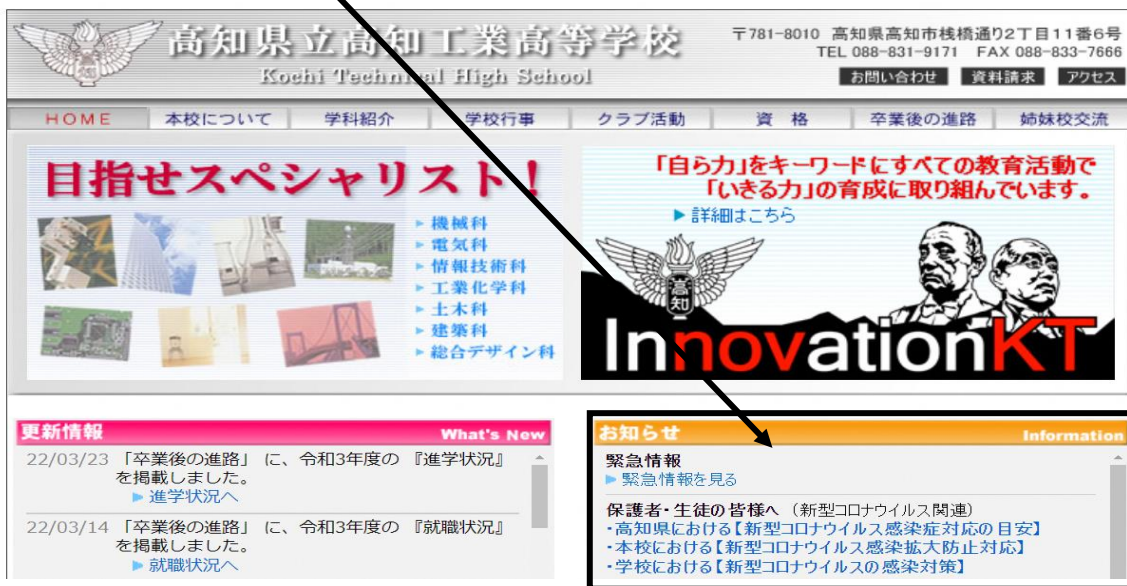 高知県立高知工業高等学校
Kochi Technical High School
〒781-8010 高知県高知市桟橋通り2丁目11番6号
TEL 088-831-9171 FAX 088-833-7666
お問い合わせ 資料請求 アクセス
HOME 本校について 学科紹介 学校行事 クラブ活動 資 格 卒業後の進路 姉妹校交流
目指せスペシャリスト!
機械科
電気科
情報技術科
工業化学科
土木科
建築科
総合デザイン科
「自ら力」をキーワードにすべての教育活動で
「いきる力」の育成に取り組んでいます。
詳細はこちら
高知
InnovationKT
更新情報 What's New
22/03/23 「卒業後の進路」 に、令和3年度の 『進学状況』
を掲載しました。
進学状況へ
22/03/14 「卒業後の進路」 に、令和3年度の 『就職状況』
を掲載しました。
就職状況へ
お知らせ Information
緊急情報
緊急情報を見る
保護者・生徒の皆様へ (新型コロナウイルス関連)
・高知県における【新型コロナウイルス感染症対応の目安】
・本校における【新型コロナウイルス感染拡大防止対応】
・学校における【新型コロナウイルスの感染対策】